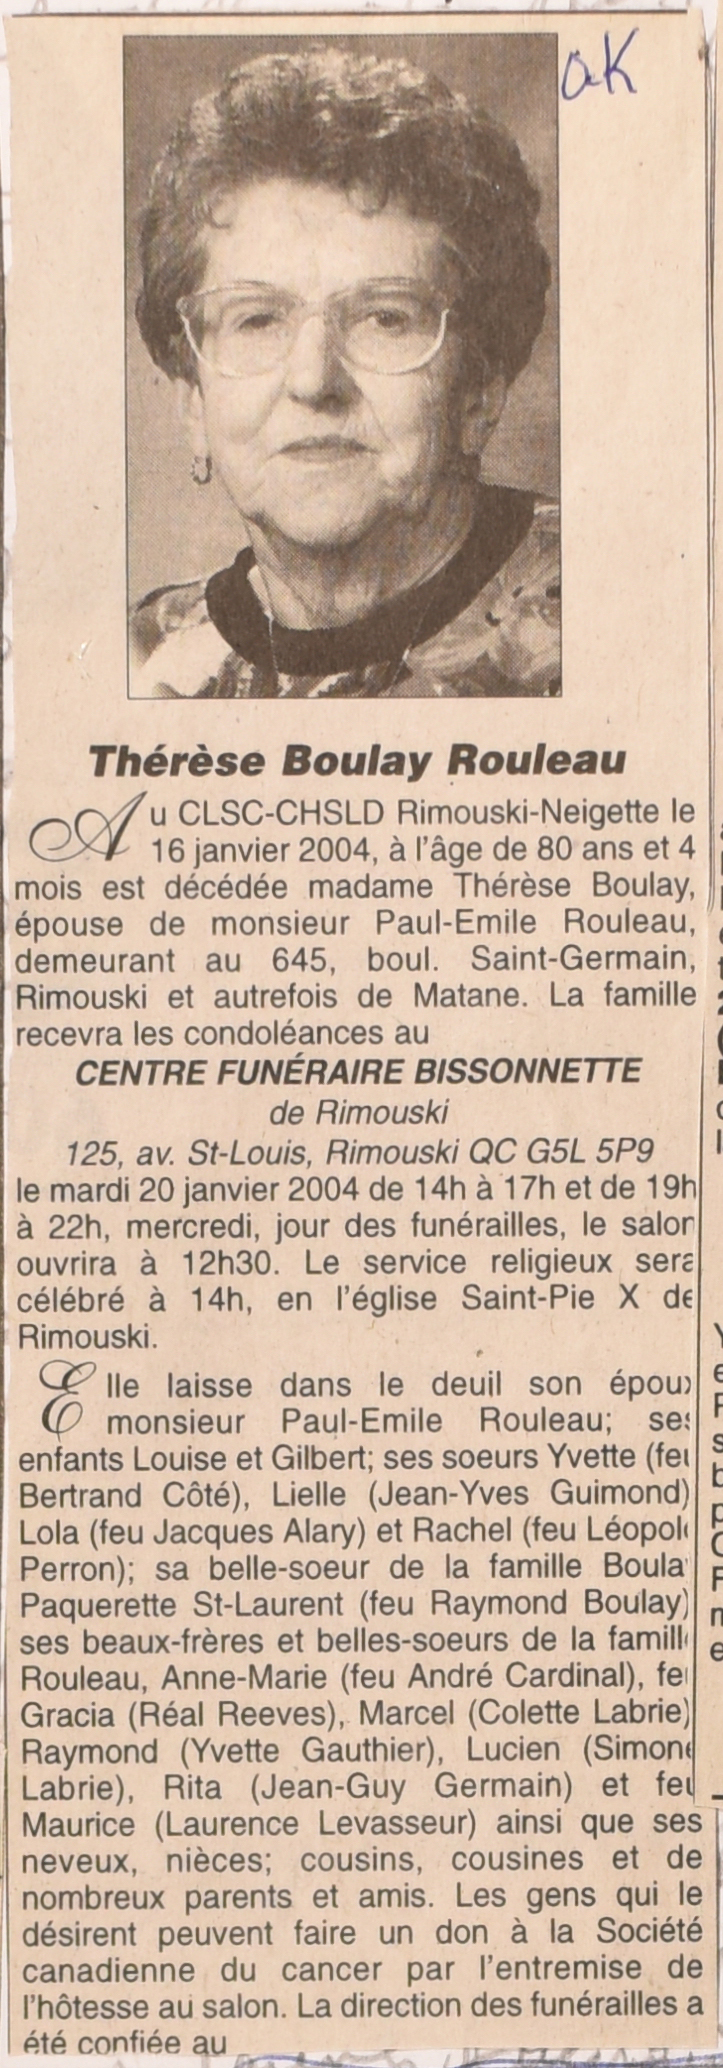 OK
Thérèse Boulay Rouleau
Au CLSC-CHSLD Rimouski-Neigette le
16 janvier 2004, à l'âge de 80 ans et 4
mois est décédée madame Thérèse Boulay,
épouse de monsieur Paul-Emile Rouleau,
demeurant au 645, boul. Saint-Germain,
Rimouski et autrefois de Matane. La famille
recevra les condoléances au
CENTRE FUNÉRAIRE BISSONNETTE
de Rimouski
125, av. St-Louis, Rimouski QC G5L 5P9
le mardi 20 janvier 2004 de 14h à 17h et de 19h
à 22h, mercredi, jour des funérailles, le salon
ouvrira à 12h30. Le service religieux sera
célébré à 14h, en l'église Saint-Pie X de
Rimouski.
Elle laisse dans le deuil son époux
monsieur Paul-Emile Rouleau; ses
enfants Louise et Gilbert; ses soeurs Yvette (feu
Bertrand Côté), Lielle (Jean-Yves Guimond)
Lola (feu Jacques Alary) et Rachel (feu Léopol
Perron); sa belle-soeur de la famille Boula
Paquerette St-Laurent (feu Raymond Boulay)
ses beaux-frères et belles-soeurs de la famill
Rouleau, Anne-Marie (feu André Cardinal), fe
Gracia (Réal Reeves), Marcel (Colette Labrie)
Raymond (Yvette Gauthier), Lucien (Simone
Labrie), Rita (Jean-Guy Germain) et feu
Maurice (Laurence Levasseur) ainsi que ses
neveux, nièces; cousins, cousines et de
nombreux parents et amis. Les gens qui le
désirent peuvent faire un don à la Société
canadienne du cancer par l'entremise de
l'hôtesse au salon. La direction des funérailles a
été confiée au